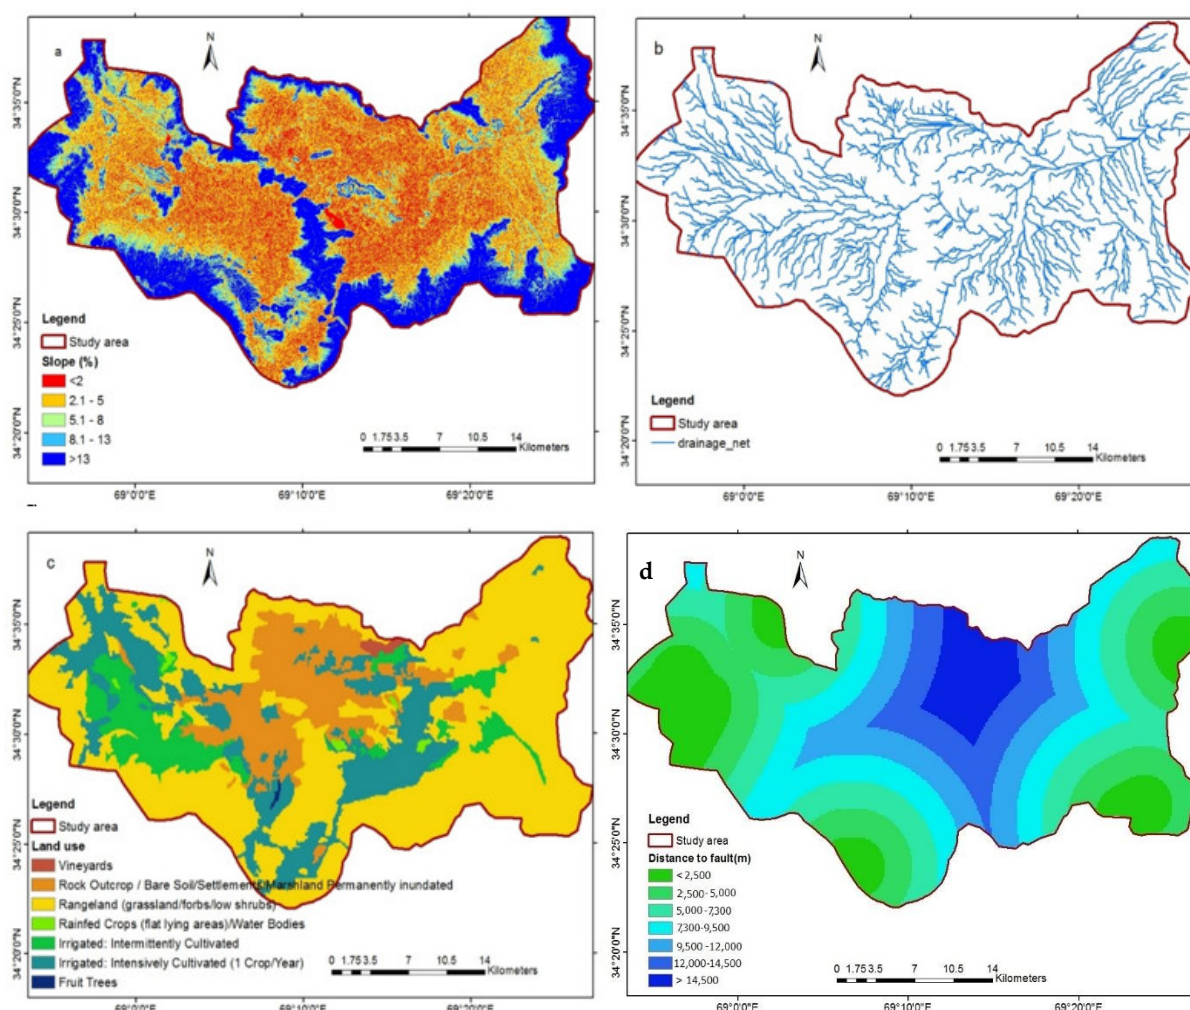 a
N
34°35'0"N
34°30'0"N
34°25'0"N
34°20'0"N
Legend
Study area
Slope (%)
<2
2.1 - 5
5.1 - 8
8.1 - 13
>13
0 1.75 3.5 7 10.5 14
Kilometers
69°0'0"E 69°10'0"E 69°20'0"E
b
N
34°35'0"N
34°30'0"N
34°25'0"N
34°20'0"N
Legend
Study area
drainage_net
0 1.75 3.5 7 10.5 14
Kilometers
69°0'0"E 69°10'0"E 69°20'0"E
c
N
34°35'0"N
34°30'0"N
34°25'0"N
34°20'0"N
Legend
Study area
Land use
Vineyards
Rock Outcrop / Bare Soil/Settlements/Marshland Permanently inundated
Rangeland (grassland/forbs/low shrubs)
Rainfed Crops (flat lying areas)/Water Bodies
Irrigated: Intermittently Cultivated
Irrigated: Intensively Cultivated (1 Crop/Year)
Fruit Trees
0 1.75 3.5 7 10.5 14
Kilometers
69°0'0"E 69°10'0"E 69°20'0"E
d
N
34°35'0"N
34°30'0"N
34°25'0"N
34°20'0"N
Legend
Study area
Distance to fault(m)
< 2,500
2,500-5,000
5,000-7,300
7,300-9,500
9,500 -12,000
12,000-14,500
> 14,500
0 1.75 3.5 7 10.5 14
Kilometers
69°0'0"E 69°10'0"E 69°20'0"E